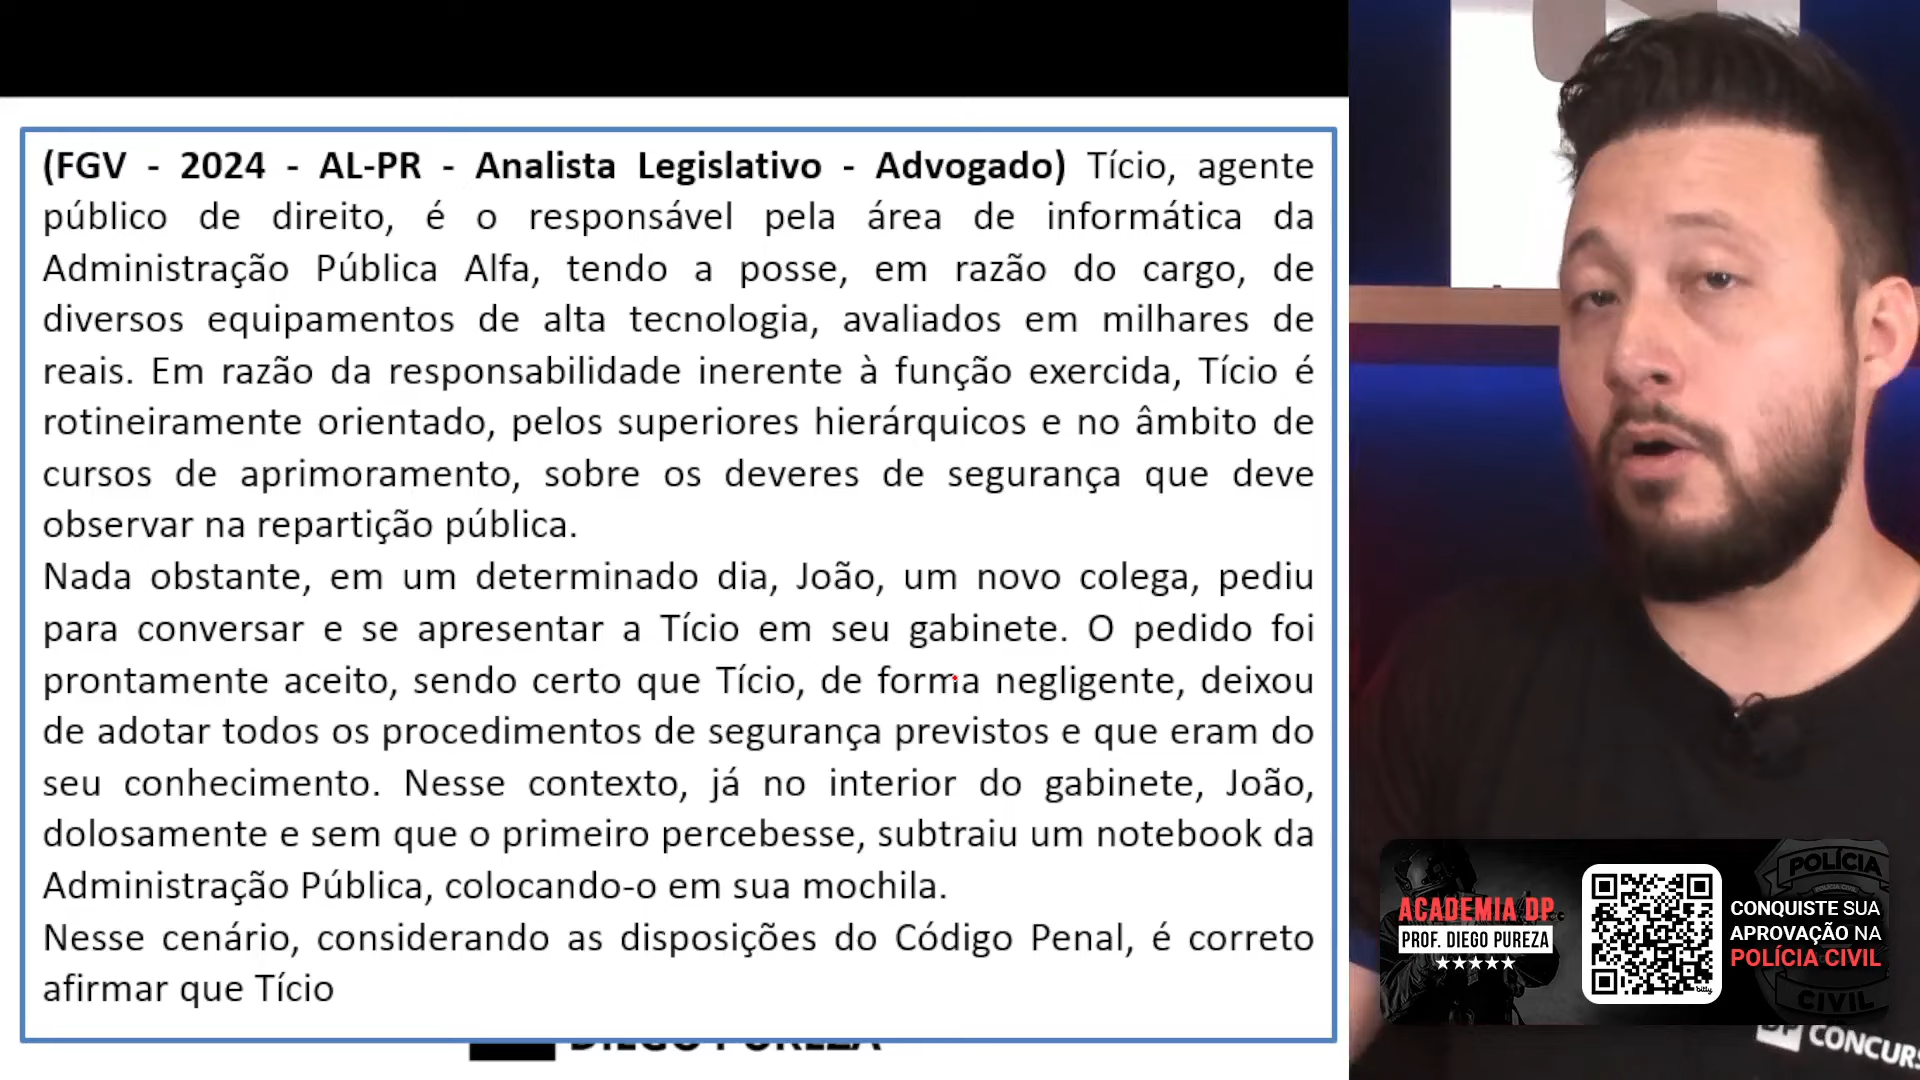 (FGV - 2024 - AL-PR - Analista Legislativo - Advogado) Tício, agente
público de direito, é o responsável pela área de informática da
Administração Pública Alfa, tendo a posse, em razão do cargo, de
diversos equipamentos de alta tecnologia, avaliados em milhares de
reais. Em razão da responsabilidade inerente à função exercida, Tício é
rotineiramente orientado, pelos superiores hierárquicos e no âmbito de
cursos de aprimoramento, sobre os deveres de segurança que deve
observar na repartição pública.
Nada obstante, em um determinado dia, João, um novo colega, pediu
para conversar e se apresentar a Tício em seu gabinete. O pedido foi
prontamente aceito, sendo certo que Tício, de forma negligente, deixou
de adotar todos os procedimentos de segurança previstos e que eram do
seu conhecimento. Nesse contexto, já no interior do gabinete, João,
dolosamente e sem que o primeiro percebesse, subtraiu um notebook da
Administração Pública, colocando-o em sua mochila.
Nesse cenário, considerando as disposições do Código Penal, é correto
afirmar que Tício
DIEGO PUREZA
ACADEMIA DP
PROF. DIEGO PUREZA
bitly
CONQUISTE SUA
APROVAÇÃO NA
POLÍCIA CIVIL
POLÍCIA
CIVIL
DP CONCURS